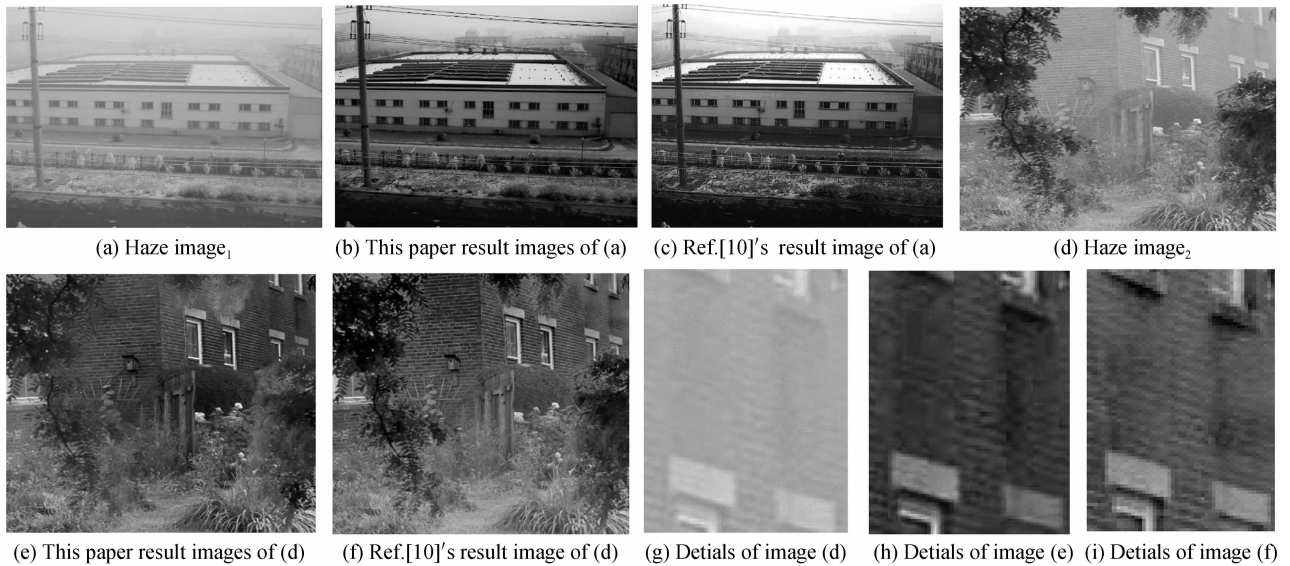 (a) Haze image₁
(b) This paper result images of (a)
(c) Ref.[10]′s result image of (a)
(d) Haze image₂
(e) This paper result images of (d)
(f) Ref.[10]′s result image of (d)
(g) Detials of image (d)
(h) Detials of image (e)
(i) Detials of image (f)